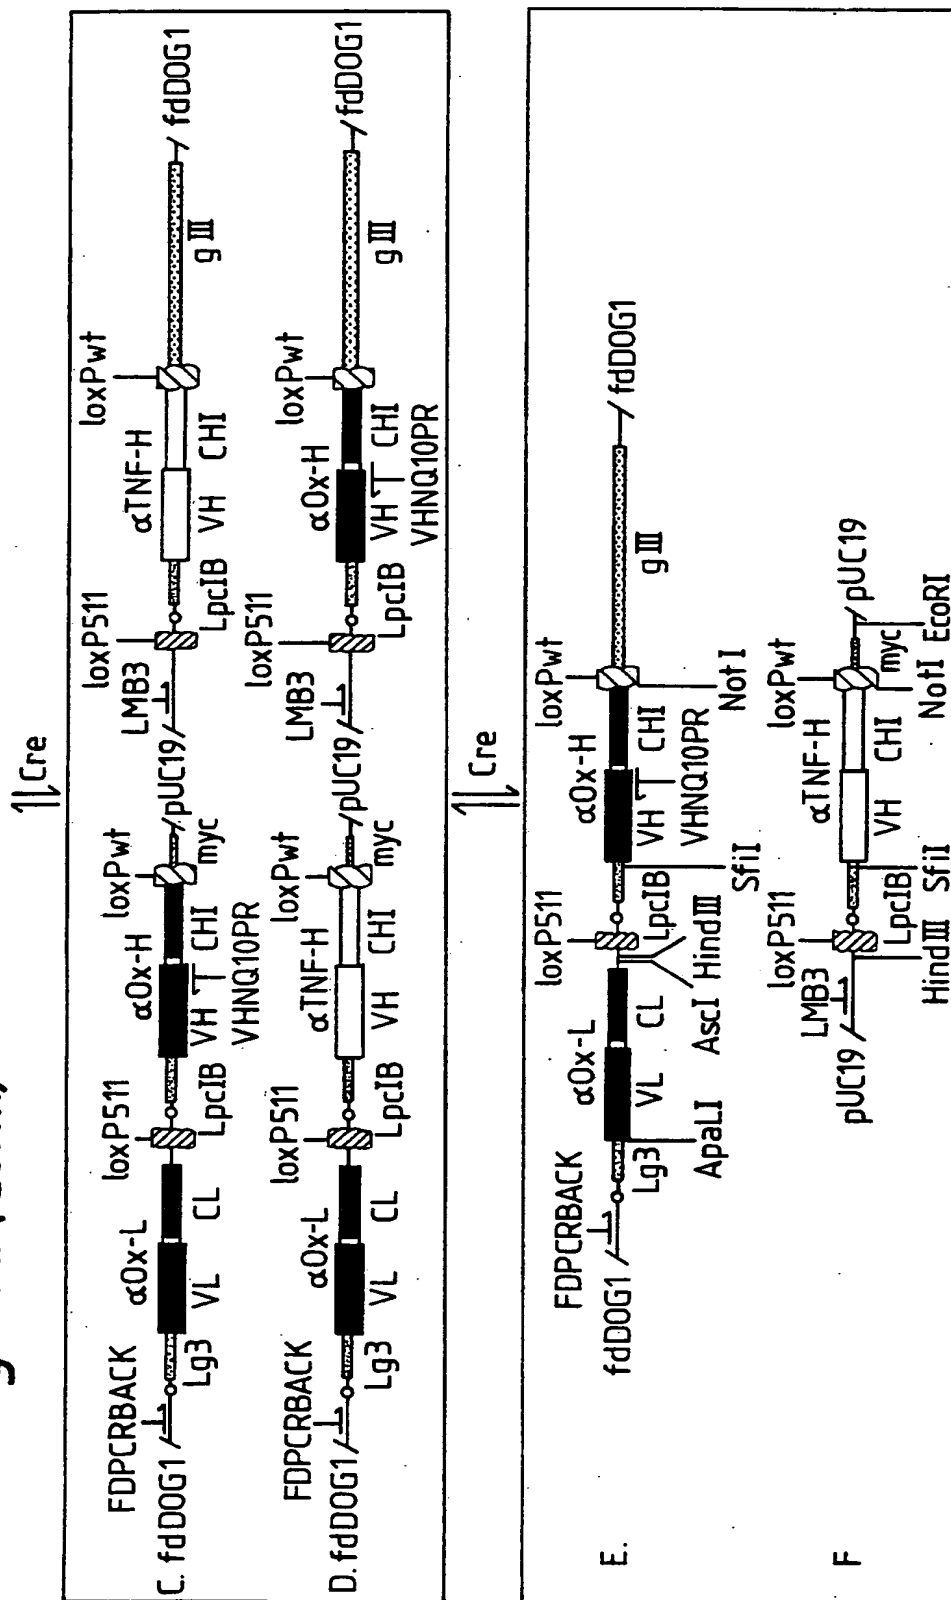 Cre
loxP511 loxPwt loxP511 loxPwt
FDPCRBACK αOx-L αOx-H LMB3 αTNF-H
C. fdDOG1 pUC19 fdDOG1
Lg3 VL CL LpcIB VH CHI myc LpcIB VH CHI gIII
VHNQ10PR
loxP511 loxPwt loxP511 loxPwt
FDPCRBACK αOx-L αTNF-H LMB3 αOx-H
D. fdDOG1 pUC19 fdDOG1
Lg3 VL CL LpcIB VH CHI myc LpcIB VH CHI gIII
VHNQ10PR
Cre
loxP511 loxPwt
FDPCRBACK αOx-L αOx-H
E. fdDOG1 fdDOG1
Lg3 VL CL LpcIB VH CHI gIII
VHNQ10PR
ApaLI AscI HindIII SfiI NotI
loxP511 loxPwt
LMB3 αTNF-H
F pUC19 pUC19
LpcIB VH CHI myc
HindIII SfiI NotI EcoRI